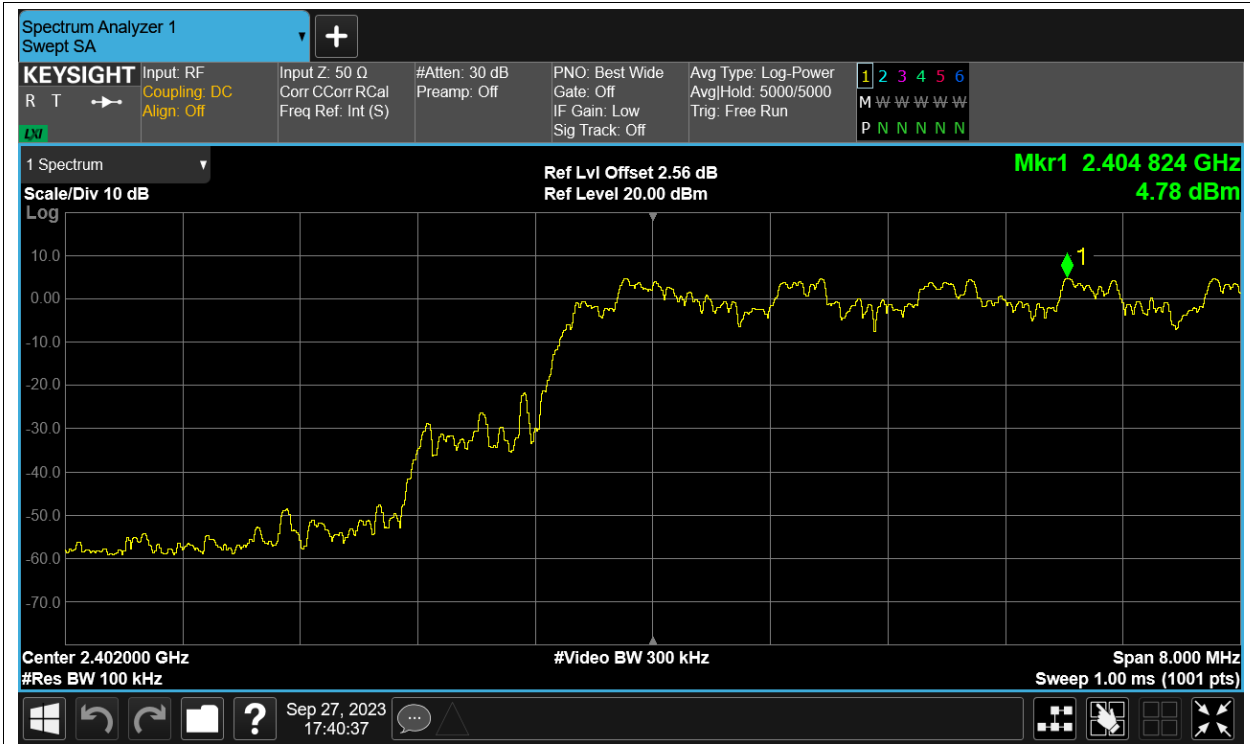 Spectrum Analyzer 1
Swept SA
KEYSIGHT
R T
LXI
Input: RF
Coupling: DC
Align: Off
Input Z: 50 Ω
Corr CCorr RCal
Freq Ref: Int (S)
#Atten: 30 dB
Preamp: Off
PNO: Best Wide
Gate: Off
IF Gain: Low
Sig Track: Off
Avg Type: Log-Power
Avg|Hold: 5000/5000
Trig: Free Run
1 2 3 4 5 6
M W W W W W
P N N N N N
1 Spectrum
Scale/Div 10 dB
Log
Ref Lvl Offset 2.56 dB
Ref Level 20.00 dBm
Mkr1 2.404 824 GHz
4.78 dBm
1
10.0
0.00
-10.0
-20.0
-30.0
-40.0
-50.0
-60.0
-70.0
Center 2.402000 GHz
#Video BW 300 kHz
Span 8.000 MHz
#Res BW 100 kHz
Sweep 1.00 ms (1001 pts)
?
Sep 27, 2023
17:40:37